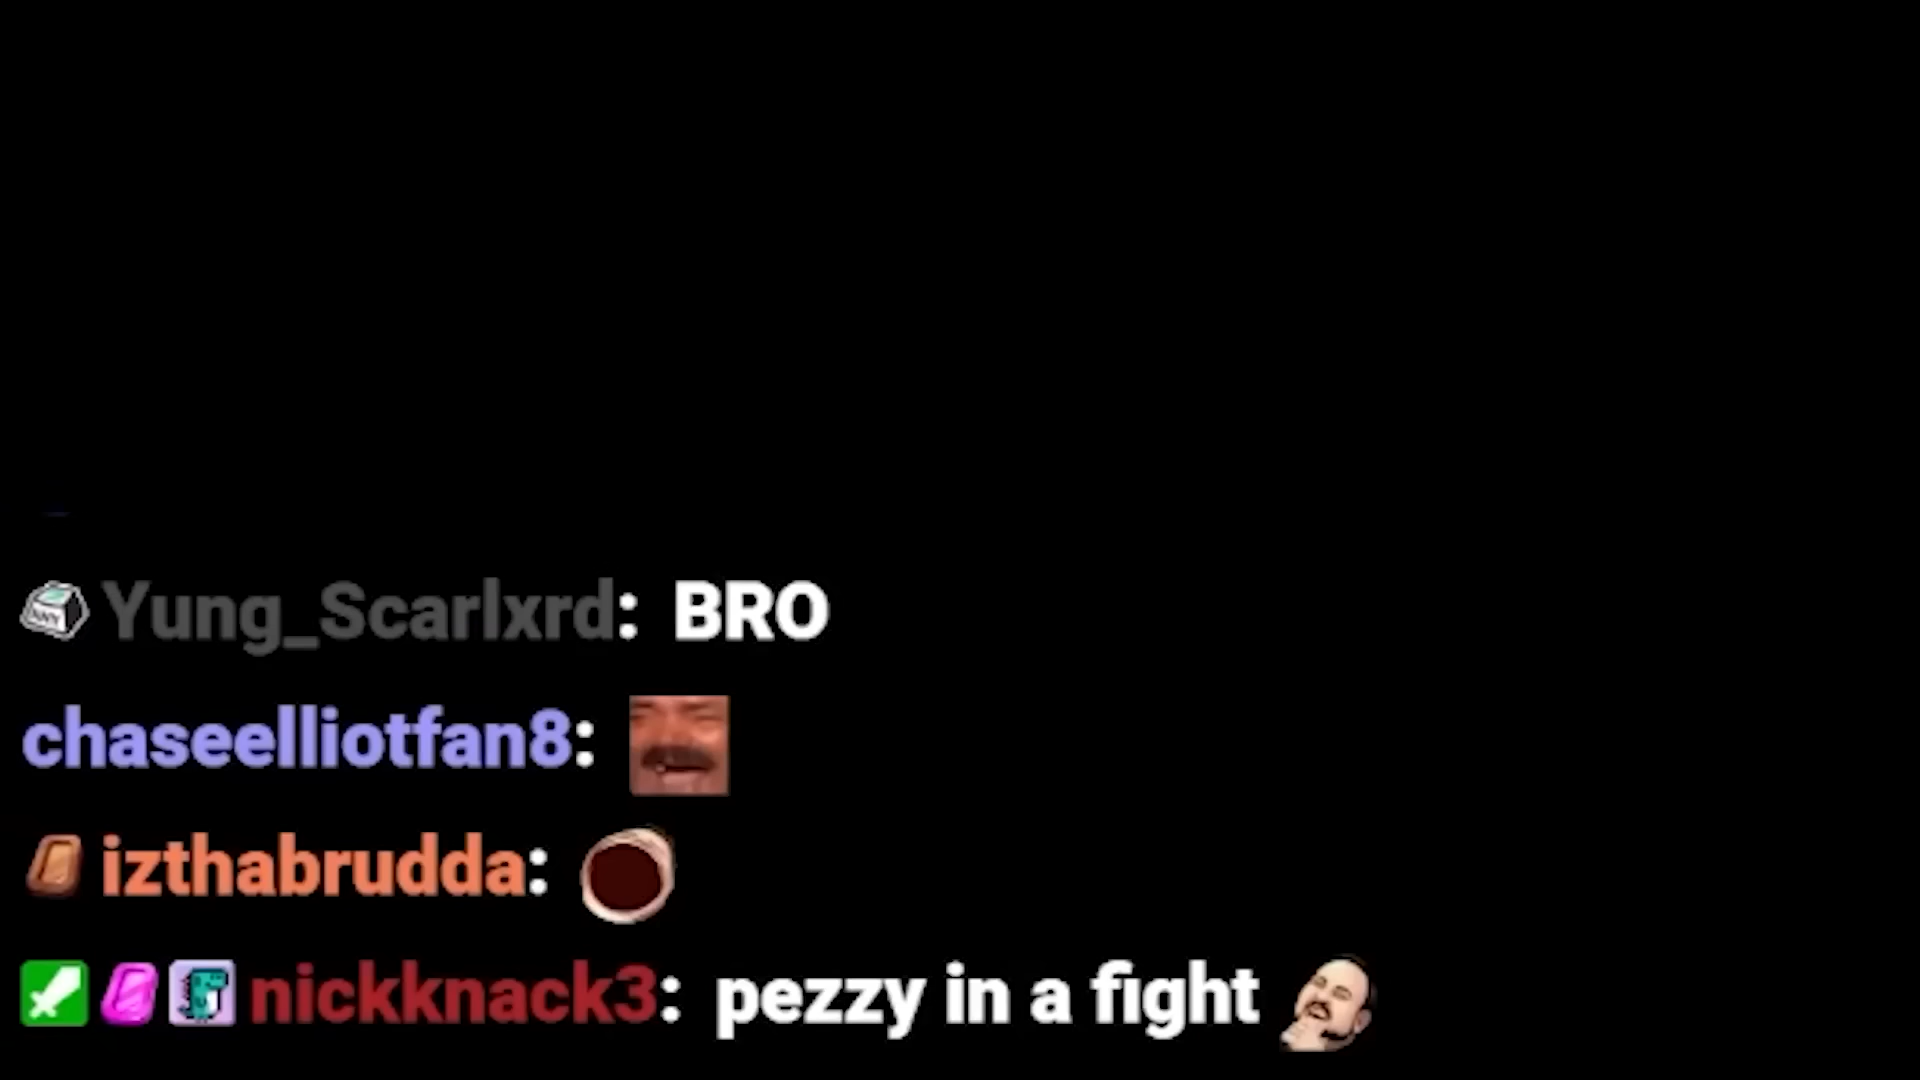 Yung_Scarlxrd: BRO
chaseelliotfan8:
izthabrudda:
nickknack3: pezzy in a fight